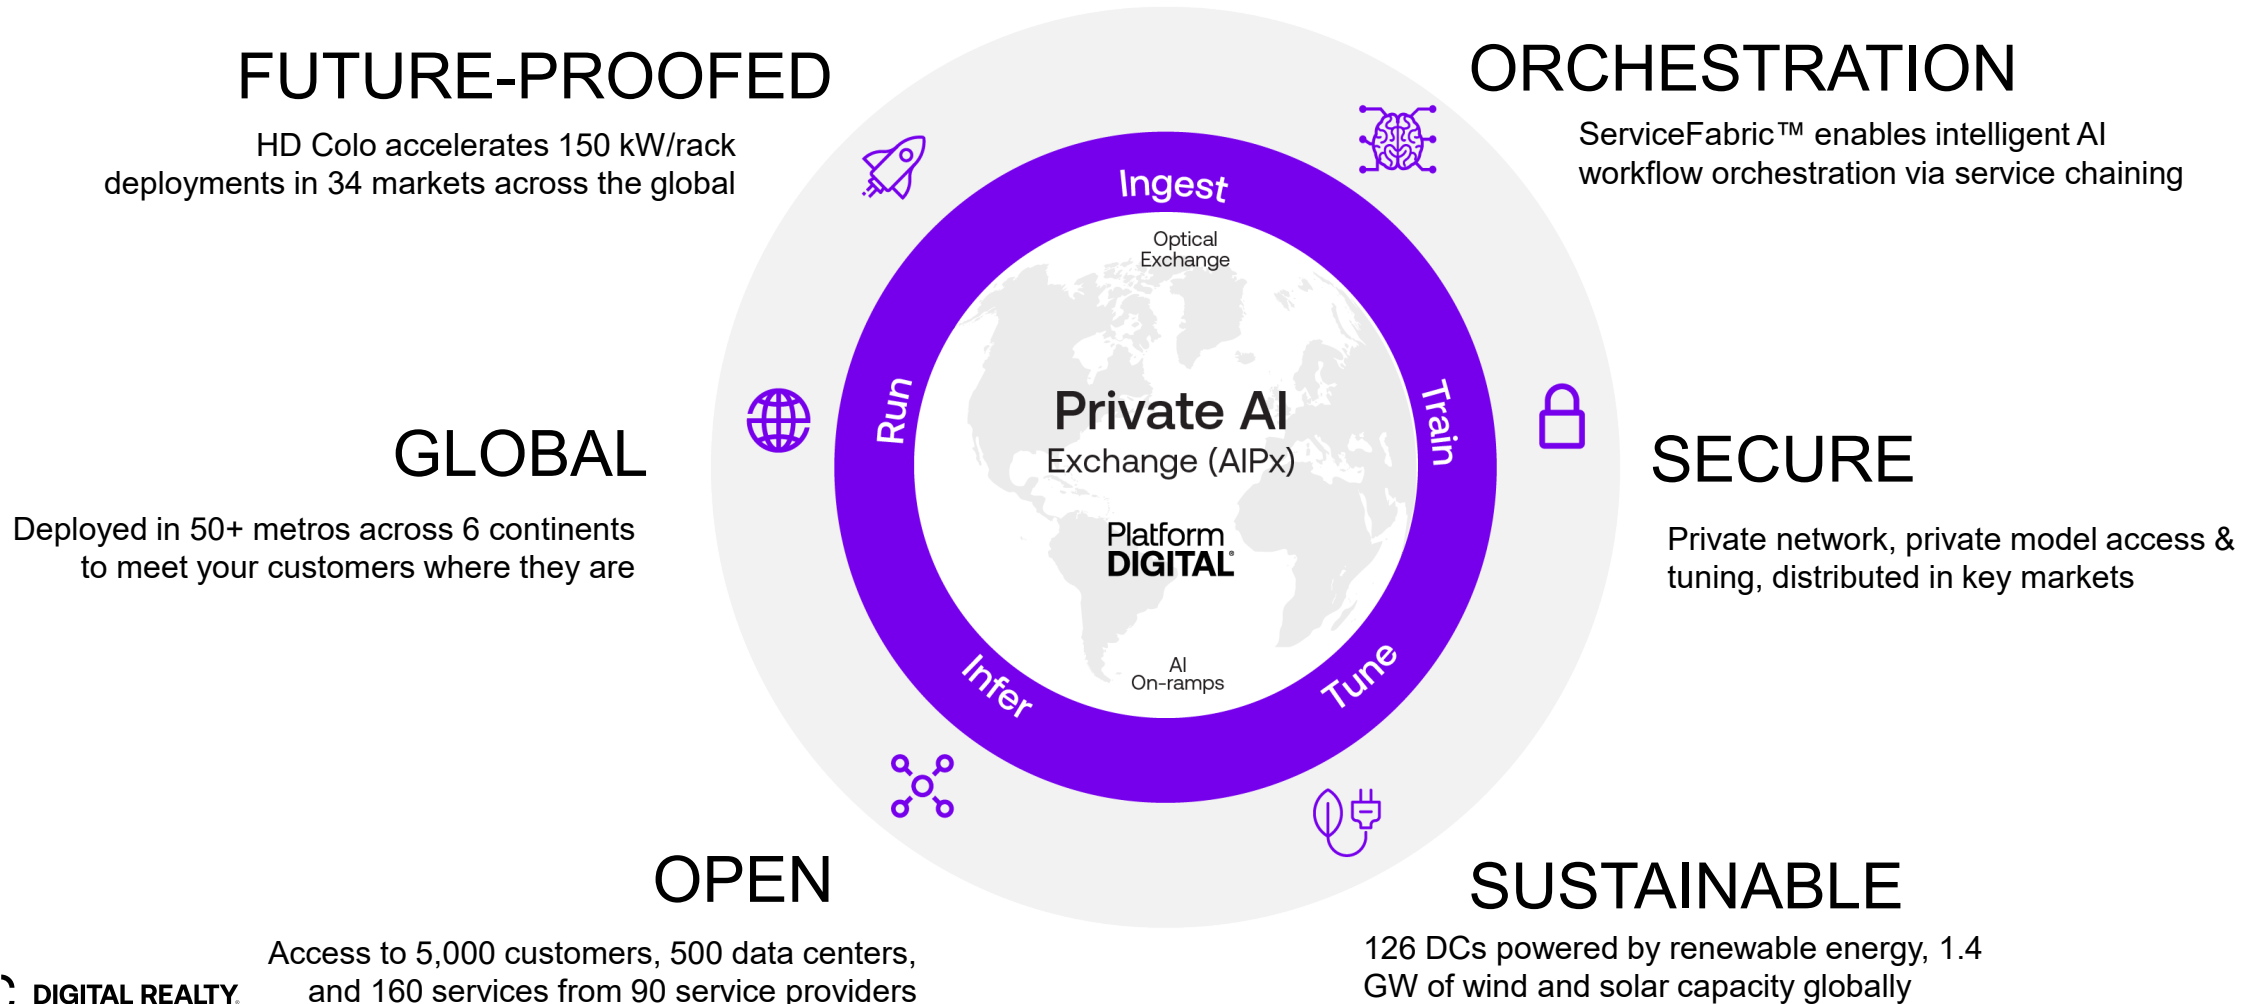 FUTURE-PROOFED
HD Colo accelerates 150 kW/rack
deployments in 34 markets across the global
ORCHESTRATION
ServiceFabric™ enables intelligent AI
workflow orchestration via service chaining
GLOBAL
Deployed in 50+ metros across 6 continents
to meet your customers where they are
SECURE
Private network, private model access &
tuning, distributed in key markets
OPEN
Access to 5,000 customers, 500 data centers,
and 160 services from 90 service providers
SUSTAINABLE
126 DCs powered by renewable energy, 1.4
GW of wind and solar capacity globally
Ingest
Train
Tune
Infer
Run
Optical
Exchange
Private AI
Exchange (AIPx)
Platform
DIGITAL®
AI
On-ramps
DIGITAL REALTY®